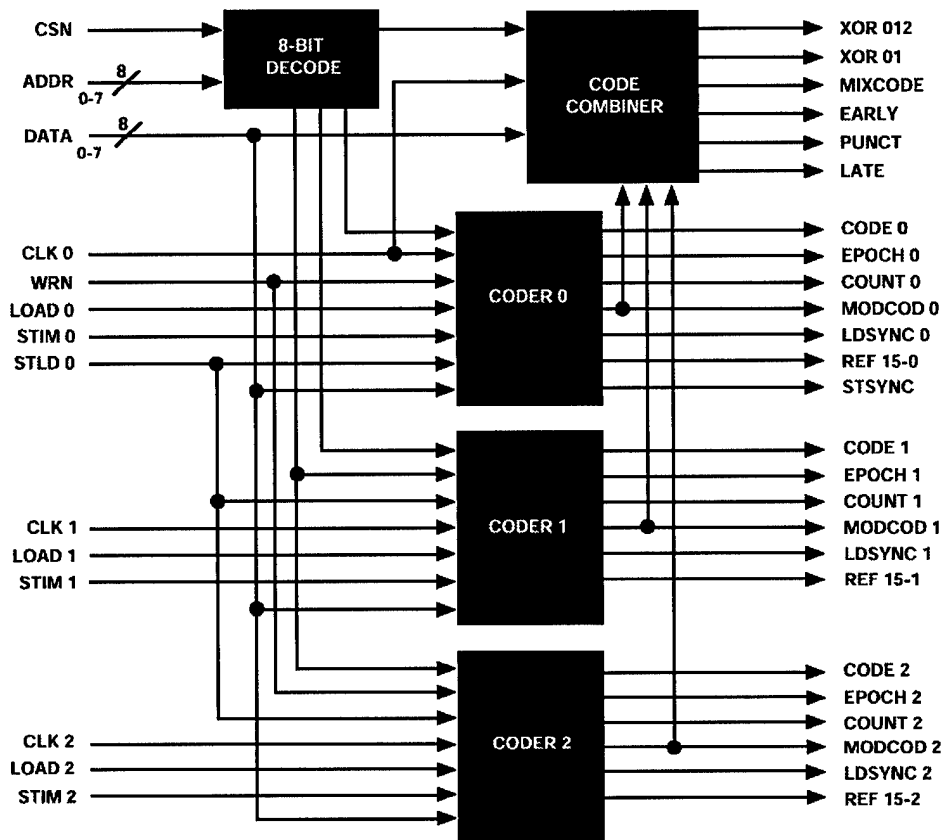 CSN
ADDR
8
0-7
DATA
8
0-7
8-BIT
DECODE
CODE
COMBINER
XOR 012
XOR 01
MIXCODE
EARLY
PUNCT
LATE
CLK 0
WRN
LOAD 0
STIM 0
STLD 0
CODER 0
CODE 0
EPOCH 0
COUNT 0
MODCOD 0
LDSYNC 0
REF 15-0
STSYNC
CLK 1
LOAD 1
STIM 1
CODER 1
CODE 1
EPOCH 1
COUNT 1
MODCOD 1
LDSYNC 1
REF 15-1
CLK 2
LOAD 2
STIM 2
CODER 2
CODE 2
EPOCH 2
COUNT 2
MODCOD 2
LDSYNC 2
REF 15-2